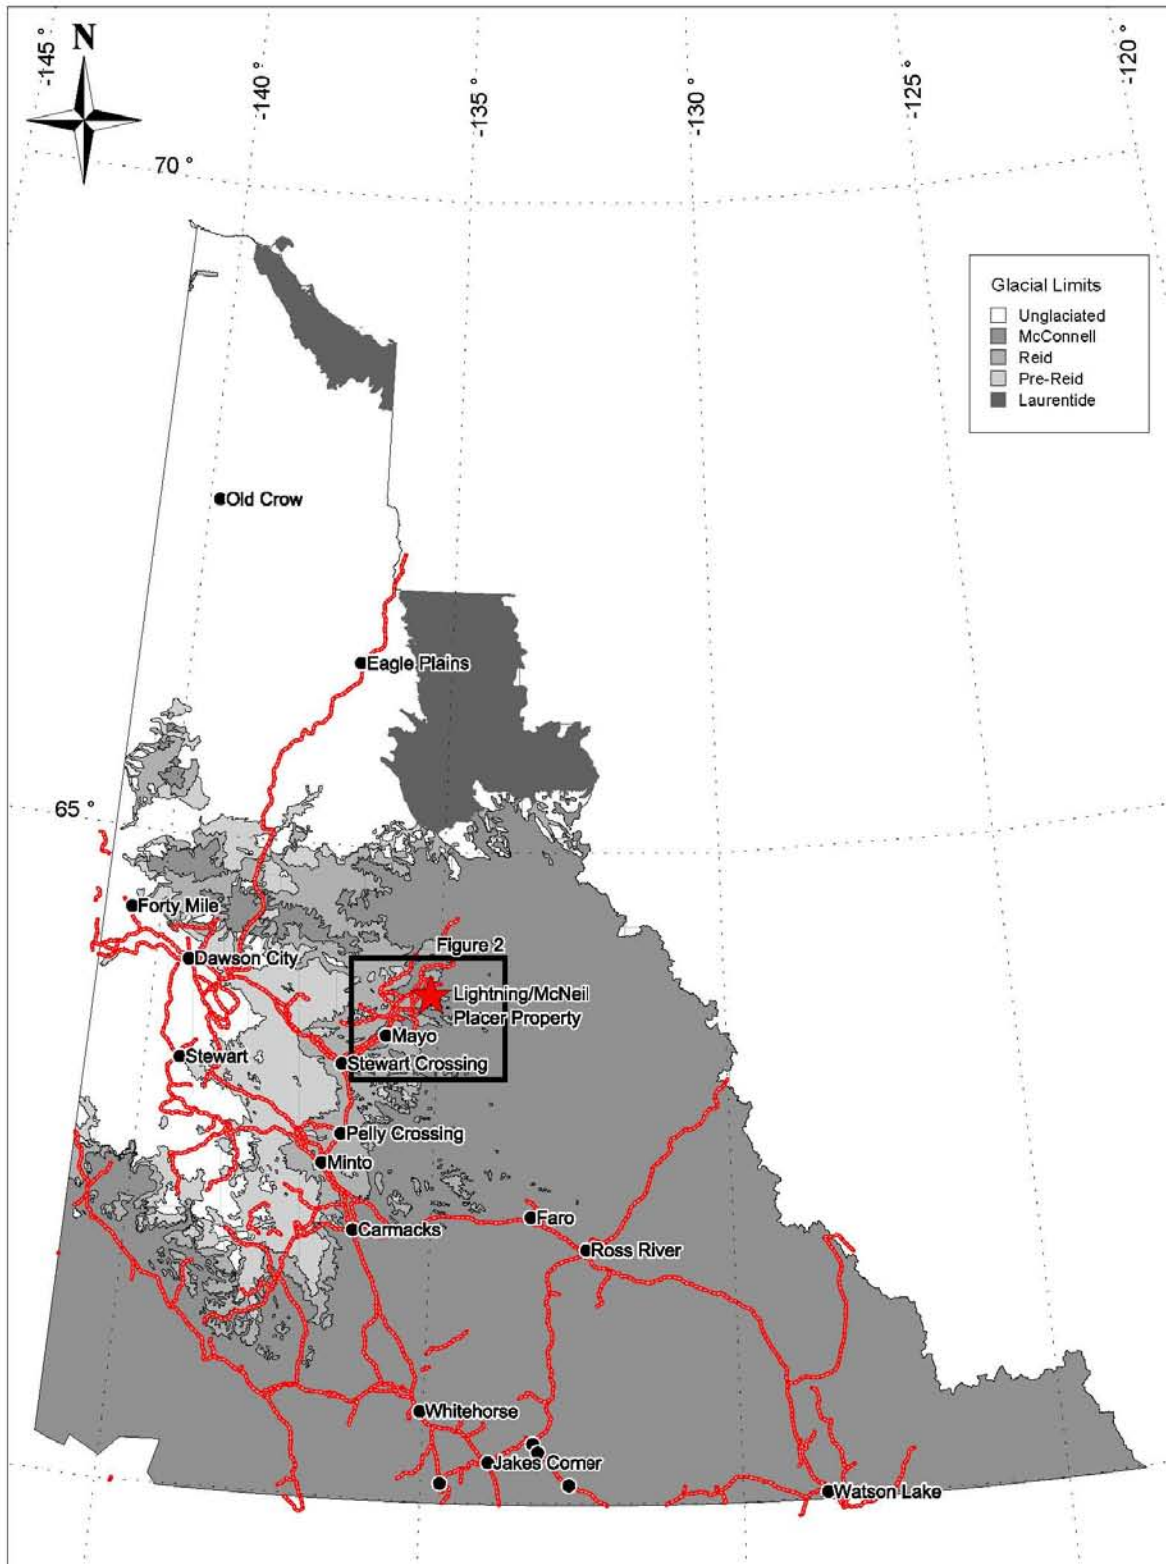 -145 °
N
-140 °
-135 °
-130 °
-125 °
-120 °
70 °
Glacial Limits
Unglaciated
McConnell
Reid
Pre-Reid
Laurentide
Old Crow
Eagle Plains
65 °
Forty Mile
Figure 2
Dawson City
Lightning/McNeil
Placer Property
Mayo
Stewart
Stewart Crossing
Pelly Crossing
Minto
Faro
Carmacks
Ross River
Whitehorse
Jakes Corner
Watson Lake